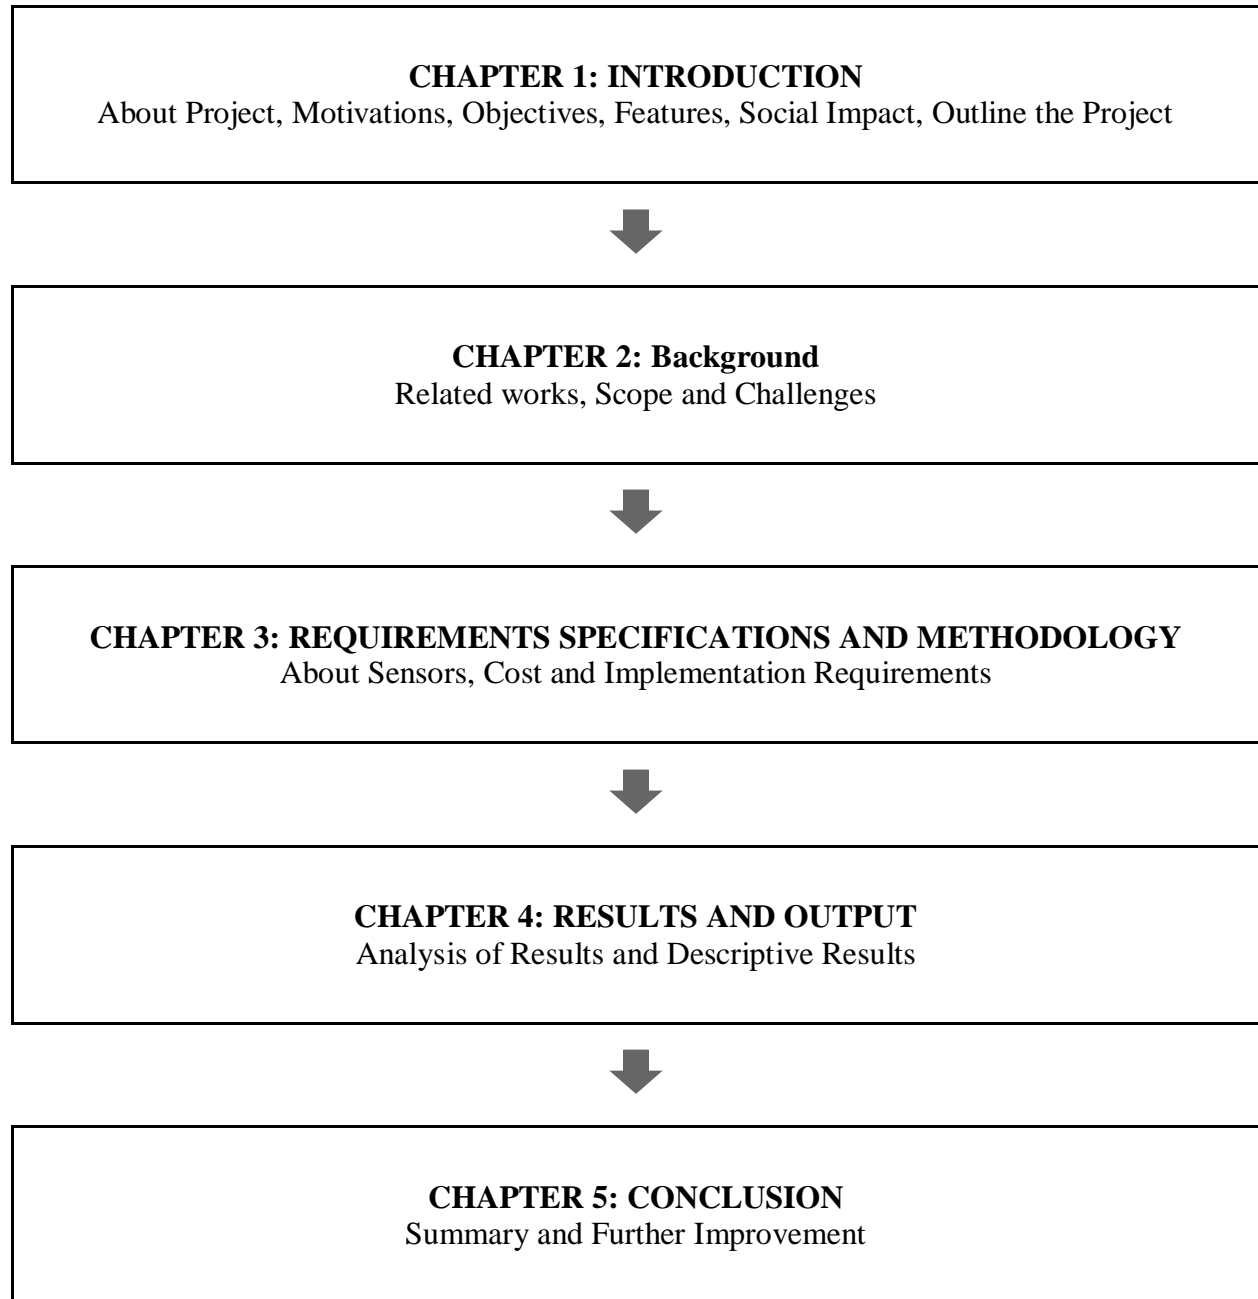 CHAPTER 1: INTRODUCTION
About Project, Motivations, Objectives, Features, Social Impact, Outline the Project
CHAPTER 2: Background
Related works, Scope and Challenges
CHAPTER 3: REQUIREMENTS SPECIFICATIONS AND METHODOLOGY
About Sensors, Cost and Implementation Requirements
CHAPTER 4: RESULTS AND OUTPUT
Analysis of Results and Descriptive Results
CHAPTER 5: CONCLUSION
Summary and Further Improvement